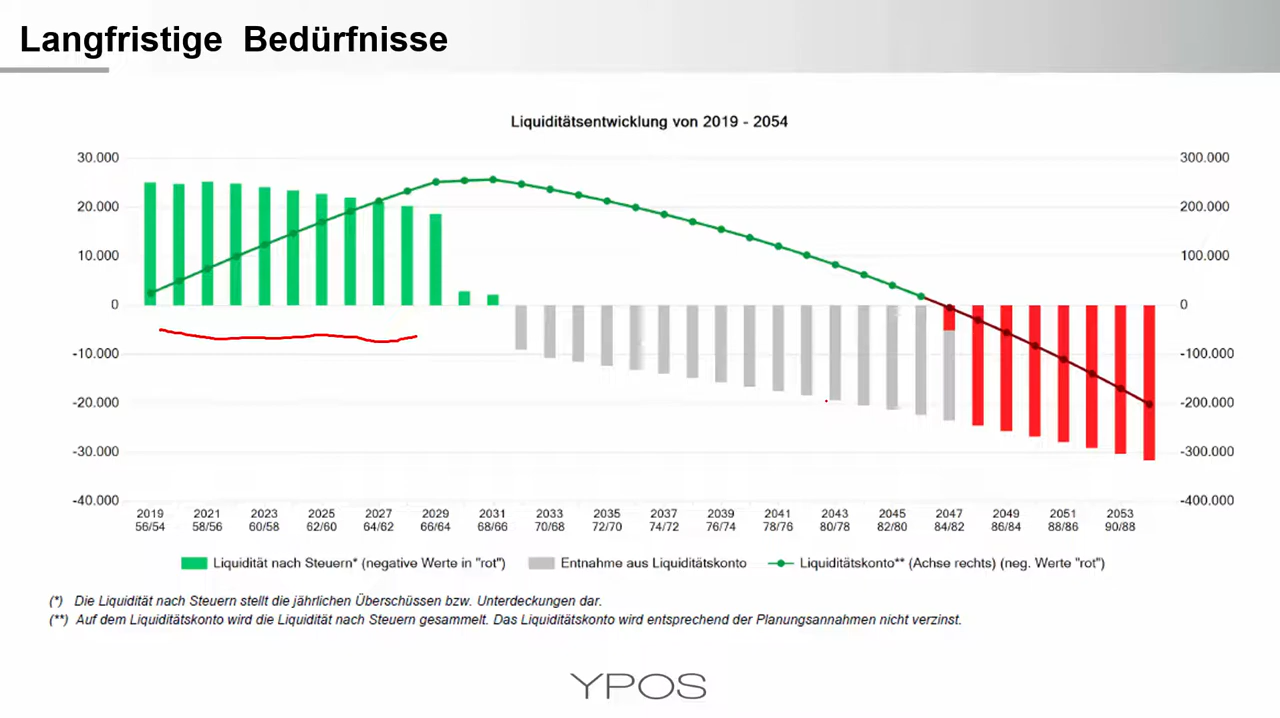 Langfristige Bedürfnisse
Liquiditätsentwicklung von 2019 - 2054
30.000 300.000
20.000 200.000
10.000 100.000
0 0
-10.000 -100.000
-20.000 -200.000
-30.000 -300.000
-40.000 -400.000
2019 2021 2023 2025 2027 2029 2031 2033 2035 2037 2039 2041 2043 2045 2047 2049 2051 2053
56/54 58/56 60/58 62/60 64/62 66/64 68/66 70/68 72/70 74/72 76/74 78/76 80/78 82/80 84/82 86/84 88/86 90/88
Liquidität nach Steuern* (negative Werte in "rot") Entnahme aus Liquiditätskonto Liquiditätskonto** (Achse rechts) (neg. Werte "rot")
(*) Die Liquidität nach Steuern stellt die jährlichen Überschüssen bzw. Unterdeckungen dar.
(**) Auf dem Liquiditätskonto wird die Liquidität nach Steuern gesammelt. Das Liquiditätskonto wird entsprechend der Planungsannahmen nicht verzinst.
YPOS